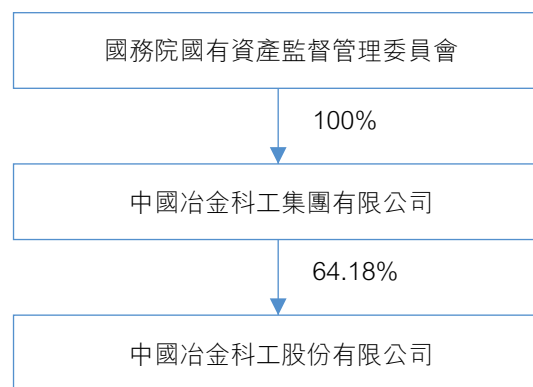 國務院國有資產監督管理委員會
100%
中國冶金科工集團有限公司
64.18%
中國冶金科工股份有限公司